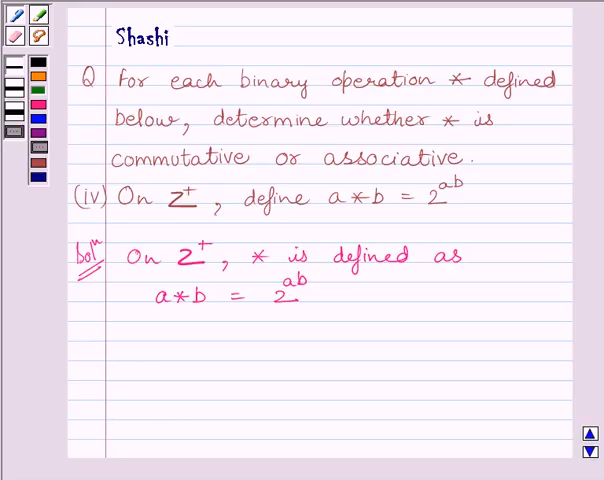 Shashi
Q For each binary operation * defined
below, determine whether * is
commutative or associative.
(iv) On Z⁺, define a*b = 2^ab
Solⁿ On Z⁺, * is defined as
a*b = 2^ab